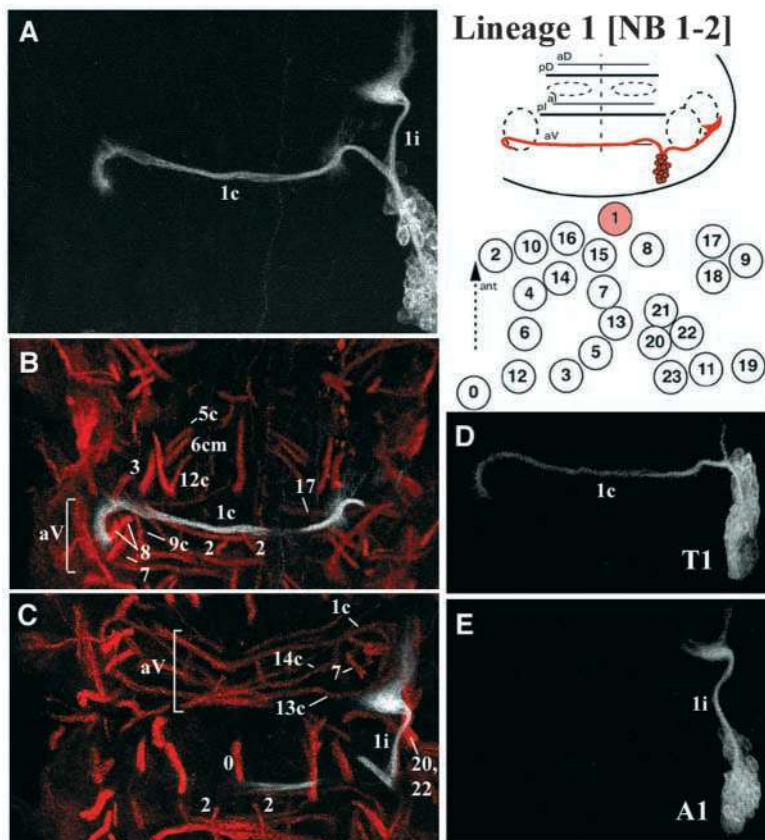 A
1i
1c
Lineage 1 [NB 1-2]
aD
pD
aI
pI
aV
1
2
10
16
15
8
17
9
14
18
4
7
ant
21
13
22
6
20
5
0
12
3
23
11
19
B
5c
6cm
3
12c
17
1c
aV
8
9c
2
2
7
C
1c
aV
14c
7
13c
1i
0
20,
22
2
2
D
1c
T1
E
1i
A1